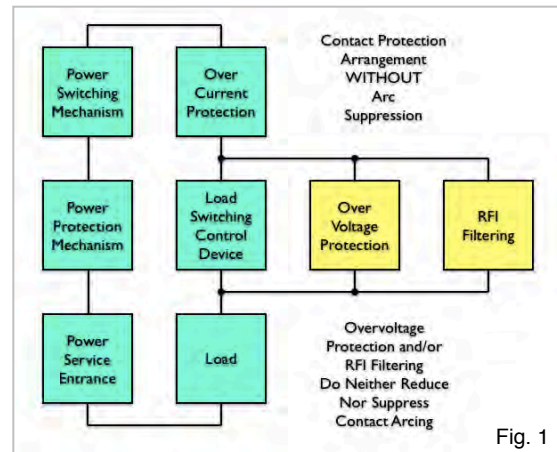 Power
Switching
Mechanism
Over
Current
Protection
Contact Protection
Arrangement
WITHOUT
Arc
Suppression
Power
Protection
Mechanism
Load
Switching
Control
Device
Over
Voltage
Protection
RFI
Filtering
Power
Service
Entrance
Load
Overvoltage
Protection and/or
RFI Filtering
Do Neither Reduce
Nor Suppress
Contact Arcing
Fig. 1